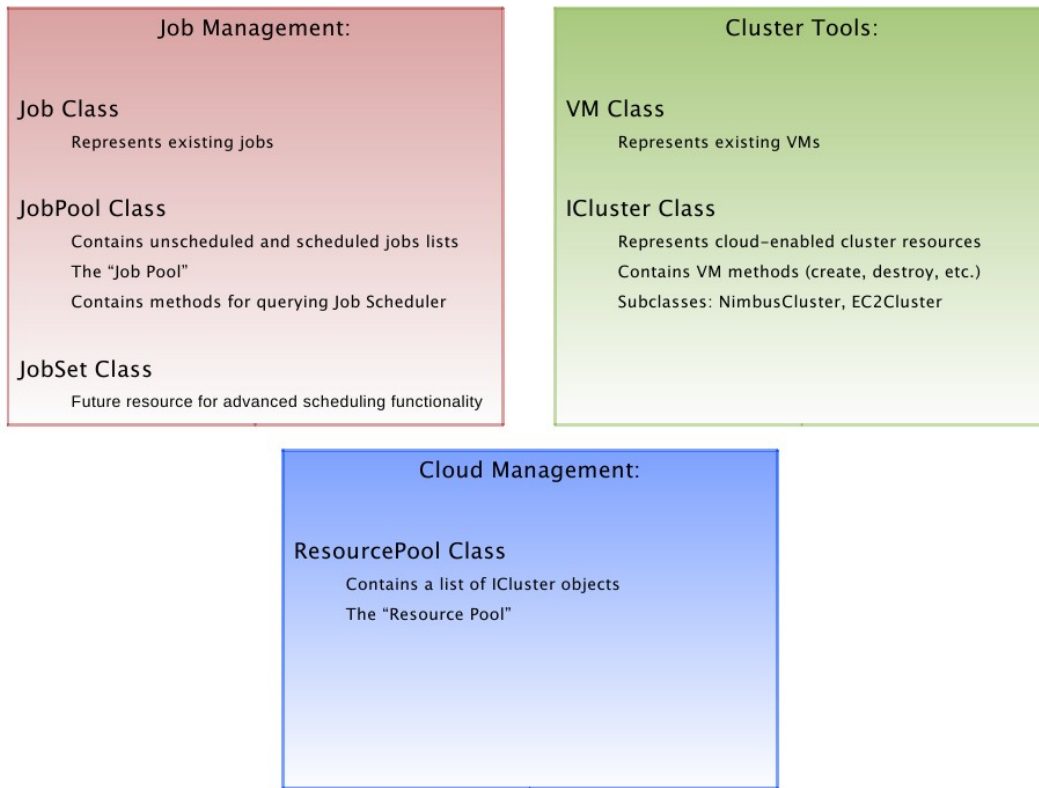 Job Management:
Job Class
Represents existing jobs
JobPool Class
Contains unscheduled and scheduled jobs lists
The “Job Pool”
Contains methods for querying Job Scheduler
JobSet Class
Future resource for advanced scheduling functionality
Cluster Tools:
VM Class
Represents existing VMs
ICluster Class
Represents cloud-enabled cluster resources
Contains VM methods (create, destroy, etc.)
Subclasses: NimbusCluster, EC2Cluster
Cloud Management:
ResourcePool Class
Contains a list of ICluster objects
The “Resource Pool”